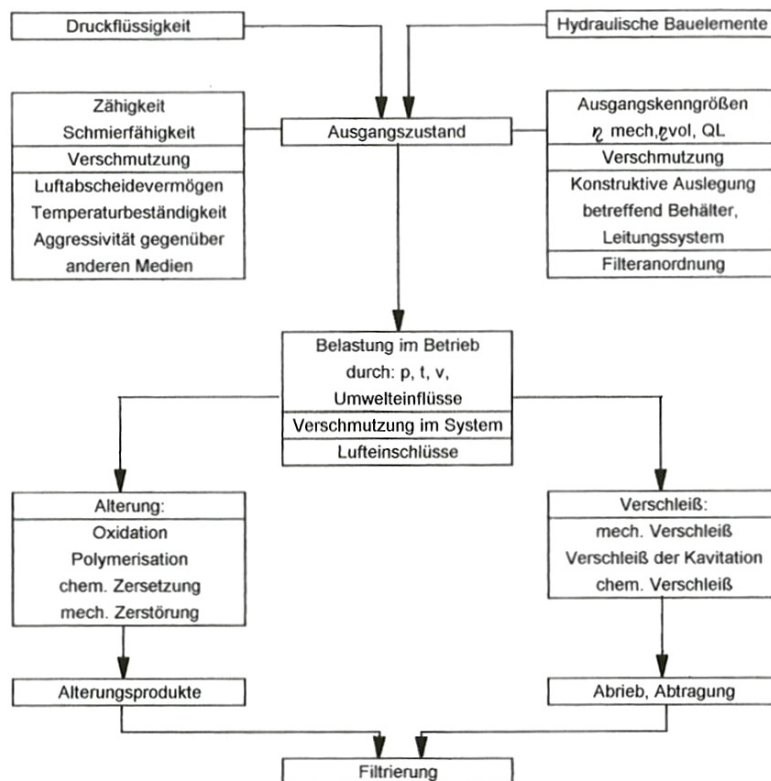 Druckflüssigkeit
Hydraulische Bauelemente
Zähigkeit
Schmierfähigkeit
Verschmutzung
Luftabscheidevermögen
Temperaturbeständigkeit
Aggressivität gegenüber
anderen Medien
Ausgangszustand
Ausgangskenngrößen
η mech,ηvol, QL
Verschmutzung
Konstruktive Auslegung
betreffend Behälter,
Leitungssystem
Filteranordnung
Belastung im Betrieb
durch: p, t, v,
Umwelteinflüsse
Verschmutzung im System
Lufteinschlüsse
Alterung:
Oxidation
Polymerisation
chem. Zersetzung
mech. Zerstörung
Verschleiß:
mech. Verschleiß
Verschleiß der Kavitation
chem. Verschleiß
Alterungsprodukte
Abrieb, Abtragung
Filtrierung